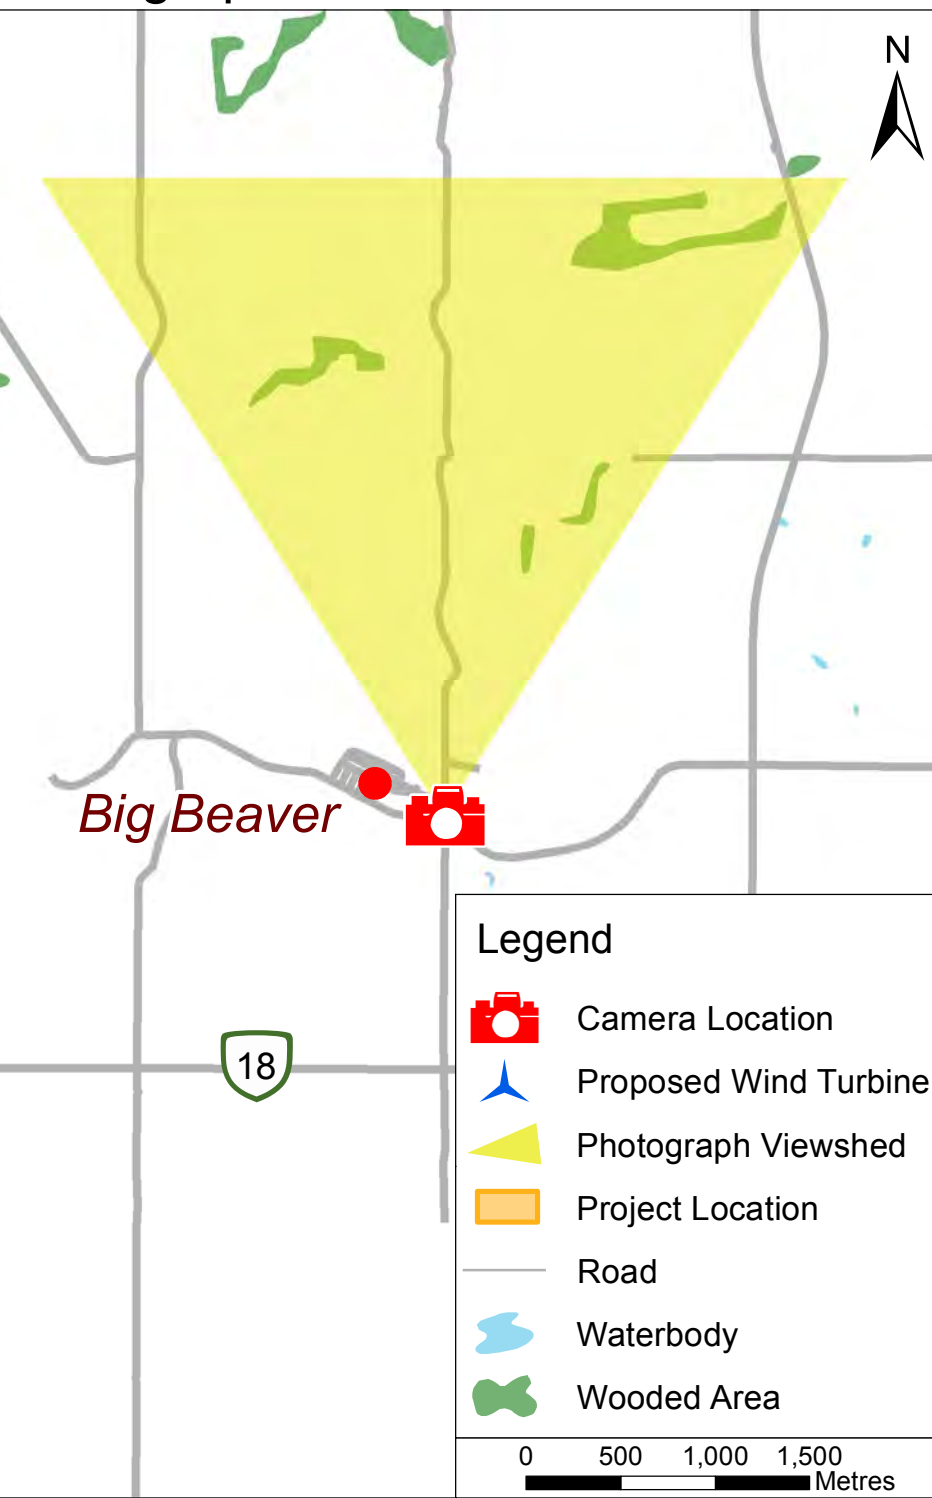 N
Big Beaver
18
Legend
Camera Location
Proposed Wind Turbine
Photograph Viewshed
Project Location
Road
Waterbody
Wooded Area
0 500 1,000 1,500
Metres